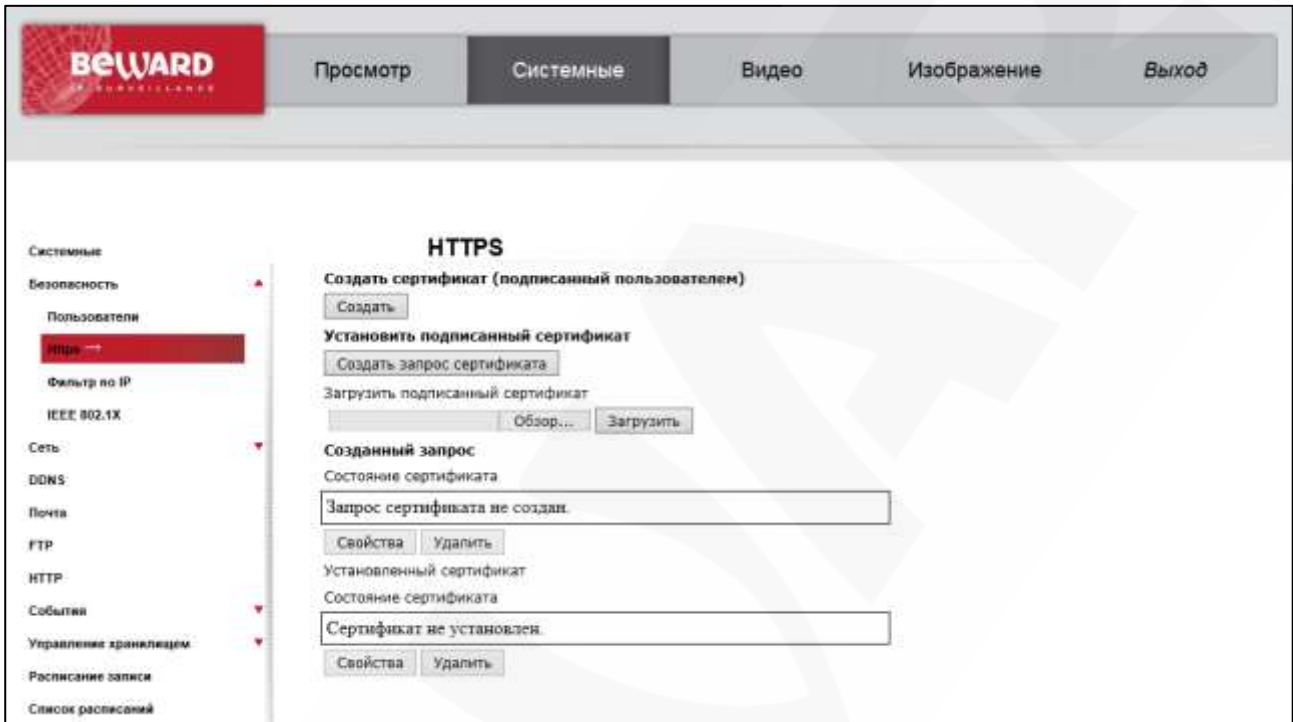 BEWARD
IP SURVEILLANCE
Просмотр
Системные
Видео
Изображение
Выход
Системные
Безопасность
Пользователи
Https →
Фильтр по IP
IEEE 802.1X
Сеть
DDNS
Почта
FTP
HTTP
События
Управление хранилищем
Расписание записи
Список расписаний
HTTPS
Создать сертификат (подписанный пользователем)
Создать
Установить подписанный сертификат
Создать запрос сертификата
Загрузить подписанный сертификат
Обзор... Загрузить
Созданный запрос
Состояние сертификата
Запрос сертификата не создан.
Свойства Удалить
Установленный сертификат
Состояние сертификата
Сертификат не установлен.
Свойства Удалить